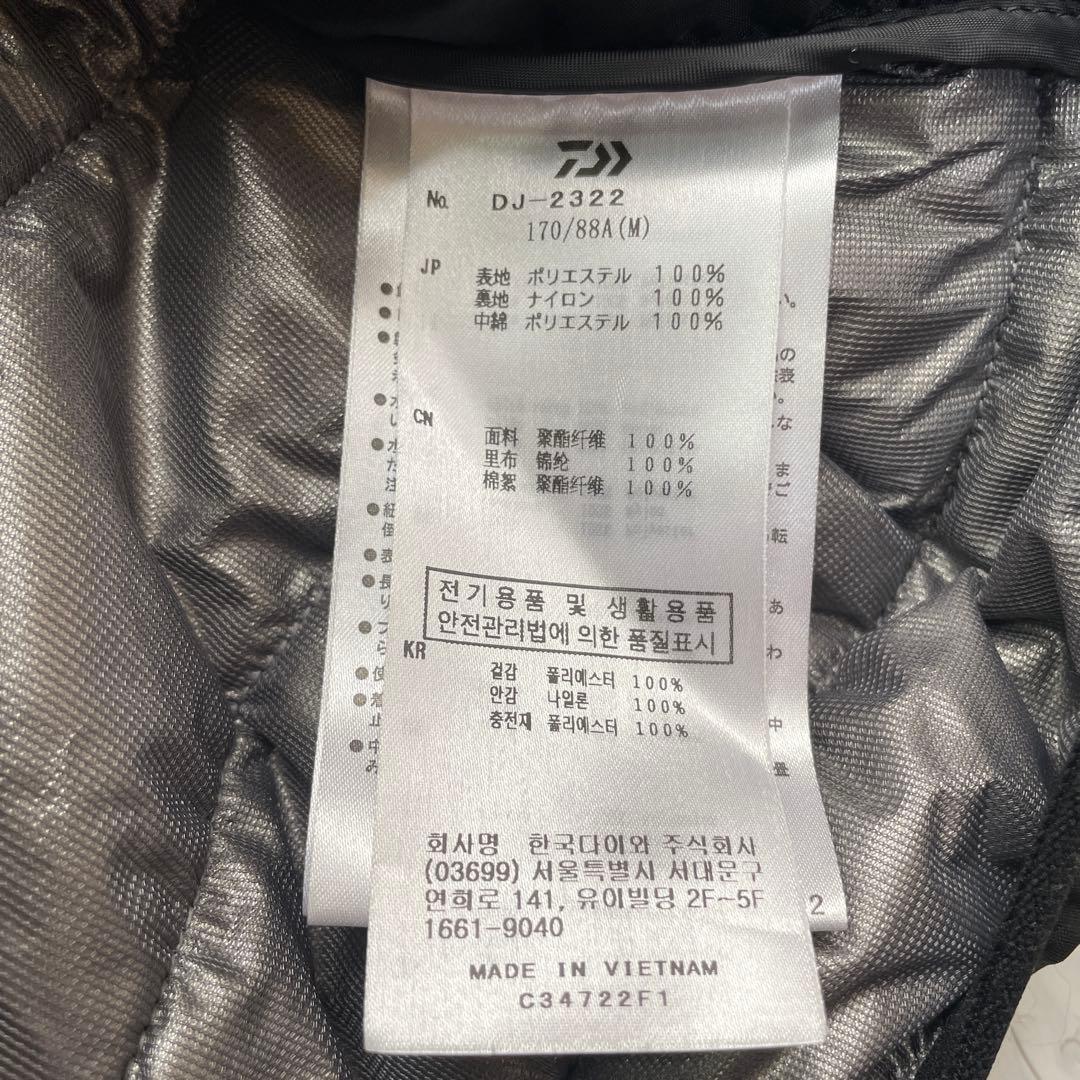 No. DJ-2322
170/88A(M)
JP
表地 ポリエステル 100%
裏地 ナイロン 100%
中綿 ポリエステル 100%
CN
面料 聚酯纤维 100%
里布 锦纶 100%
棉絮 聚酯纤维 100%
전기용품 및 생활용품
안전관리법에 의한 품질표시
KR
겉감 폴리에스터 100%
안감 나일론 100%
충전재 폴리에스터 100%
회사명 한국다이와 주식회사
(03699) 서울특별시 서대문구
연희로 141, 유이빌딩 2F~5F
1661-9040
MADE IN VIETNAM
C34722F1
2